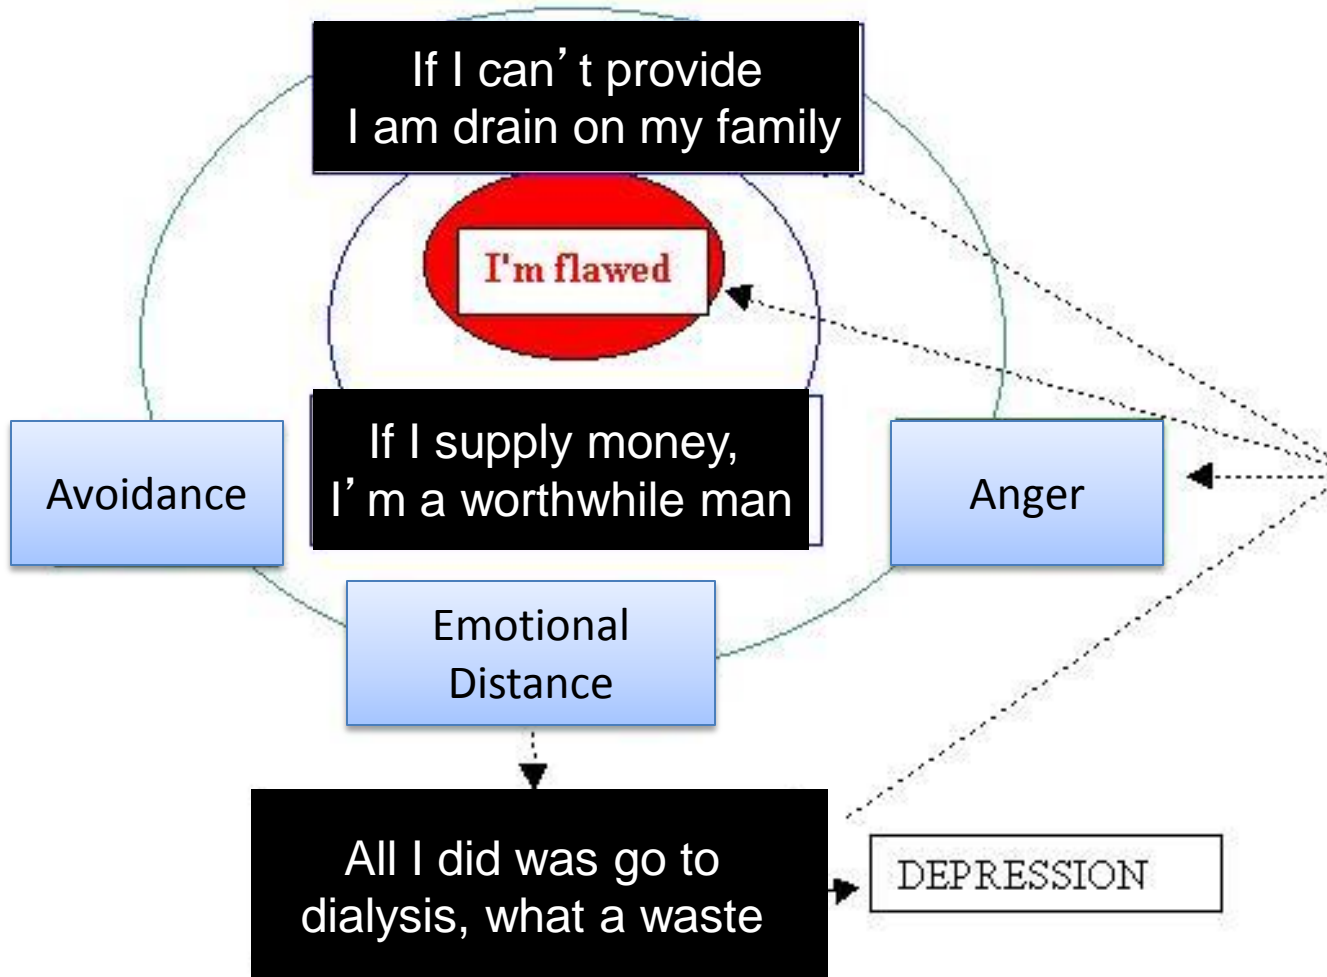 If I can’t provide
I am drain on my family
I'm flawed
If I supply money,
I’m a worthwhile man
Avoidance
Anger
Emotional
Distance
All I did was go to
dialysis, what a waste
DEPRESSION